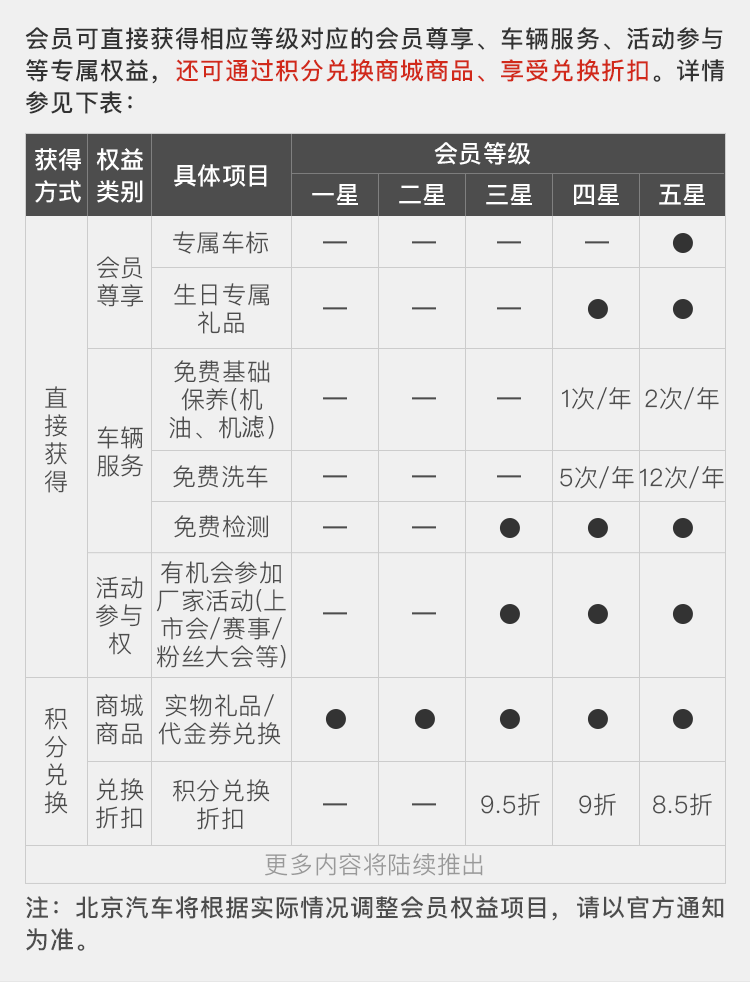 会员可直接获得相应等级对应的会员尊享、车辆服务、活动参与
等专属权益，还可通过积分兑换商城商品、享受兑换折扣。详情
参见下表：
获得
方式
权益
类别
具体项目
会员等级
一星 二星 三星 四星 五星
直
接
获
得
会员
尊享
专属车标
— — — — ●
生日专属
礼品
— — — ● ●
车辆
服务
免费基础
保养(机
油、机滤)
— — — 1次/年 2次/年
免费洗车
— — — 5次/年 12次/年
免费检测
— — ● ● ●
活动
参与
权
有机会参加
厂家活动(上
市会/赛事/
粉丝大会等)
— — ● ● ●
积
分
兑
换
商城
商品
实物礼品/
代金券兑换
● ● ● ● ●
兑换
折扣
积分兑换
折扣
— — 9.5折 9折 8.5折
更多内容将陆续推出
注：北京汽车将根据实际情况调整会员权益项目，请以官方通知
为准。